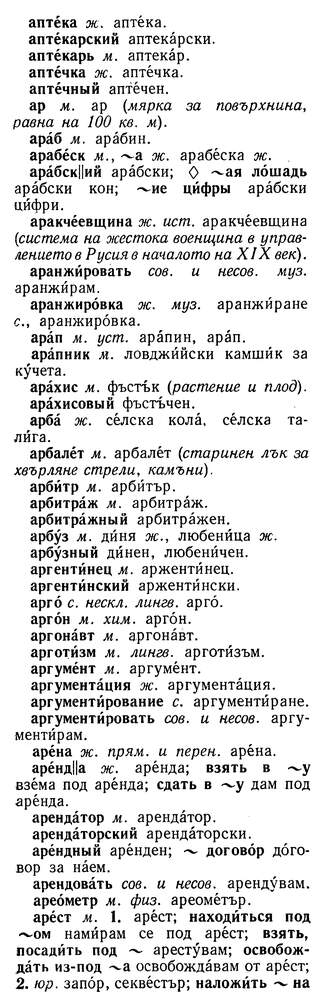 апте́ка ж. апте́ка.
апте́карский аптека́рски.
апте́карь м. аптека́р.
апте́чка ж. апте́чка.
апте́чный апте́чен.
ар м. ар (мярка за повърхнина,
равна на 100 кв. м).
ара́б м. ара́бин.
арабе́ск м., ~а ж. арабе́ска ж.
ара́бск||ий ара́бски; ◊ ~ая ло́шадь
ара́бски кон; ~ие ци́фры ара́бски
ци́фри.
аракче́евщина ж. ист. аракче́евщина
(система на жестока военщина в управ-
лението в Русия в началото на XIX век).
аранжи́ровать сов. и несов. муз.
аранжи́рам.
аранжиро́вка ж. муз. аранжи́ране
с., аранжиро́вка.
ара́п м. уст. ара́пин, ара́п.
ара́пник м. ловджи́йски камши́к за
ку́чета.
ара́хис м. фъстъ́к (растение и плод).
ара́хисовый фъстъ́чен.
арба́ ж. се́лска кола́, се́лска та-
ли́га.
арбале́т м. арбале́т (старинен лък за
хвърляне стрели, камъни).
арби́тр м. арби́тър.
арбитра́ж м. арбитра́ж.
арбитра́жный арбитра́жен.
арбу́з м. ди́ня ж., любени́ца ж.
арбу́зный ди́нен, любени́чен.
аргенти́нец м. арженти́нец.
аргенти́нский арженти́нски.
арго́ с. нескл. лингв. арго́.
арго́н м. хим. арго́н.
аргона́вт м. аргона́вт.
арготи́зм м. лингв. арготи́зъм.
аргуме́нт м. аргуме́нт.
аргумента́ция ж. аргумента́ция.
аргументи́рование с. аргументи́ране.
аргументи́ровать сов. и несов. аргу-
менти́рам.
аре́на ж. прям. и перен. аре́на.
аре́нд||а ж. аре́нда; взять в ~у
взе́ма под аре́нда; сдать в ~у дам под
аре́нда.
аренда́тор м. аренда́тор.
аренда́торский аренда́торски.
аре́ндный аре́нден; ~ догово́р до́го-
вор за на́ем.
арендова́ть сов. и несов. аренду́вам.
арео́метр м. физ. ареоме́тър.
аре́ст м. 1. аре́ст; находи́ться под
~ом нами́рам се под аре́ст; взять,
посади́ть под ~ аресту́вам; освобож-
да́ть из-под ~а освобожда́вам от аре́ст;
2. юр. запо́р, секве́стър; наложи́ть ~ на